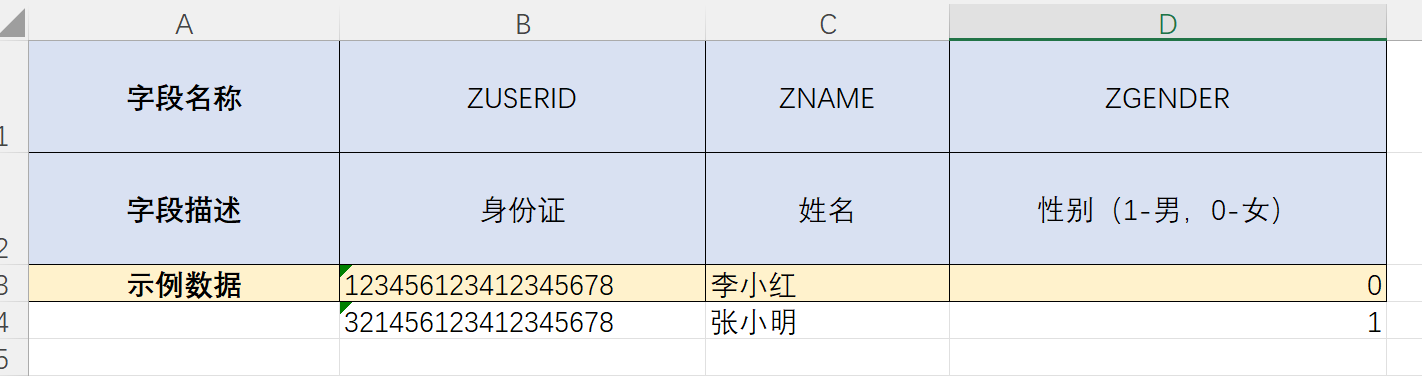 A B C D
1 字段名称 ZUSERID ZNAME ZGENDER
2 字段描述 身份证 姓名 性别（1-男，0-女）
3 示例数据 123456123412345678 李小红 0
4 321456123412345678 张小明 1
5